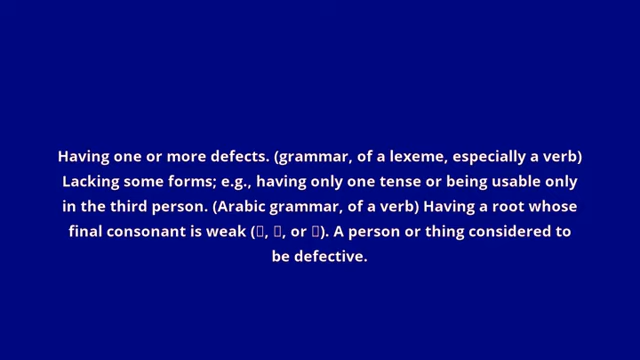 Having one or more defects. (grammar, of a lexeme, especially a verb)
Lacking some forms; e.g., having only one tense or being usable only
in the third person. (Arabic grammar, of a verb) Having a root whose
final consonant is weak (▯, ▯, or ▯). A person or thing considered to
be defective.